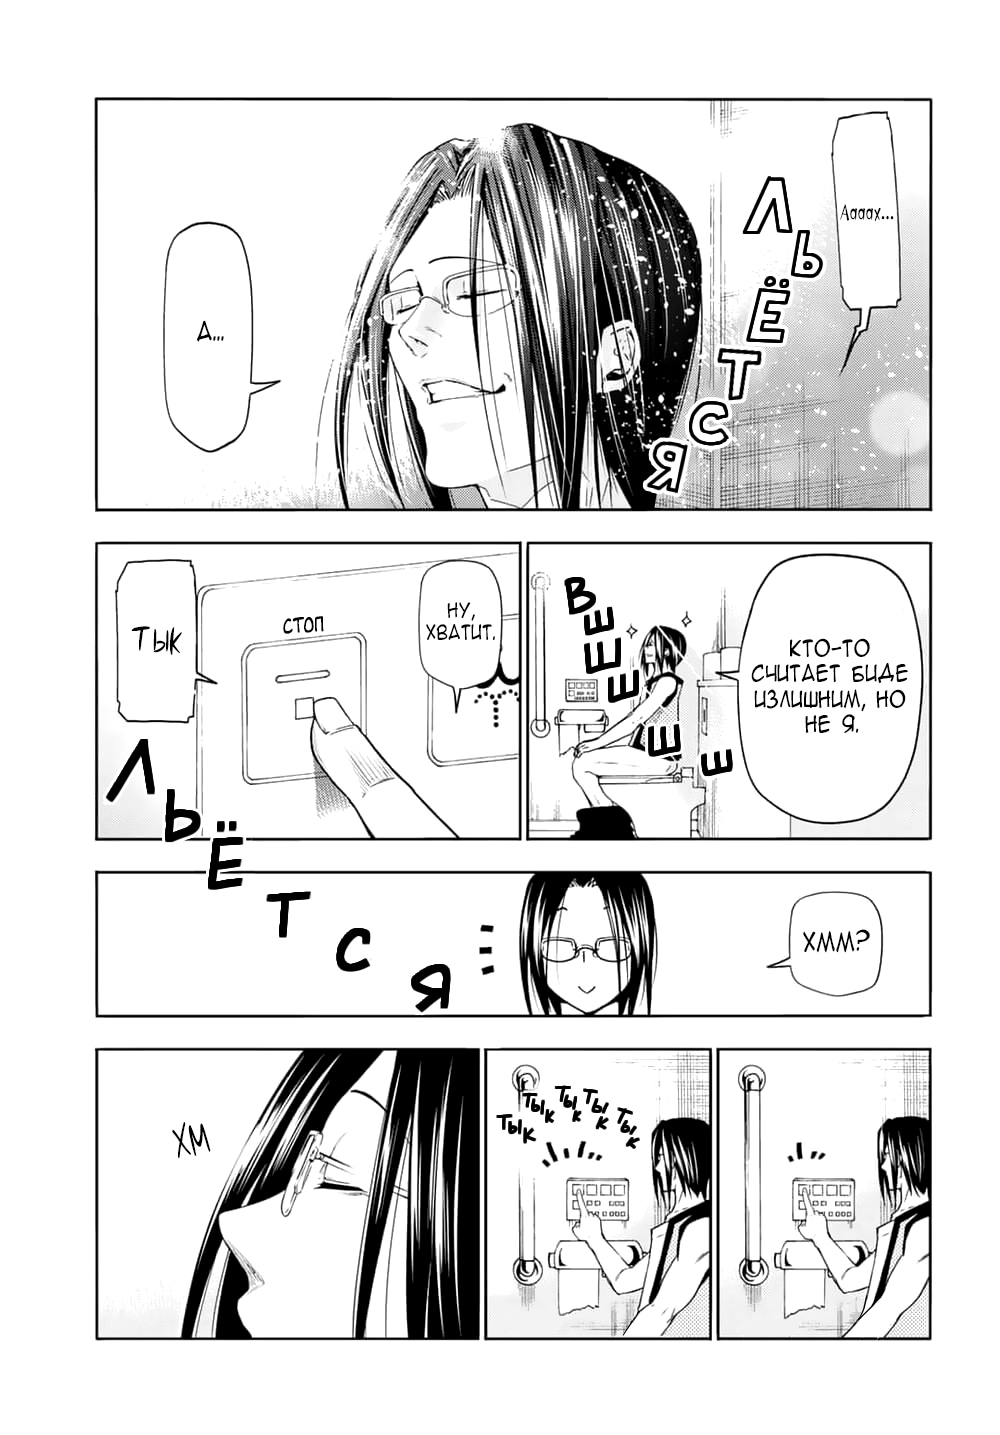 Аааах...
ЛЬЁТСЯ
А...
КТО-ТО
СЧИТАЕТ БИДЕ
ИЗЛИШНИМ, НО
НЕ Я.
ВШШШШШ
НУ,
ХВАТИТ.
СТОП
ТЫК
ЛЬЁТСЯ
ХММ?
ТЫК
ТЫК
ТЫК
ТЫК
ТЫК
ХМ